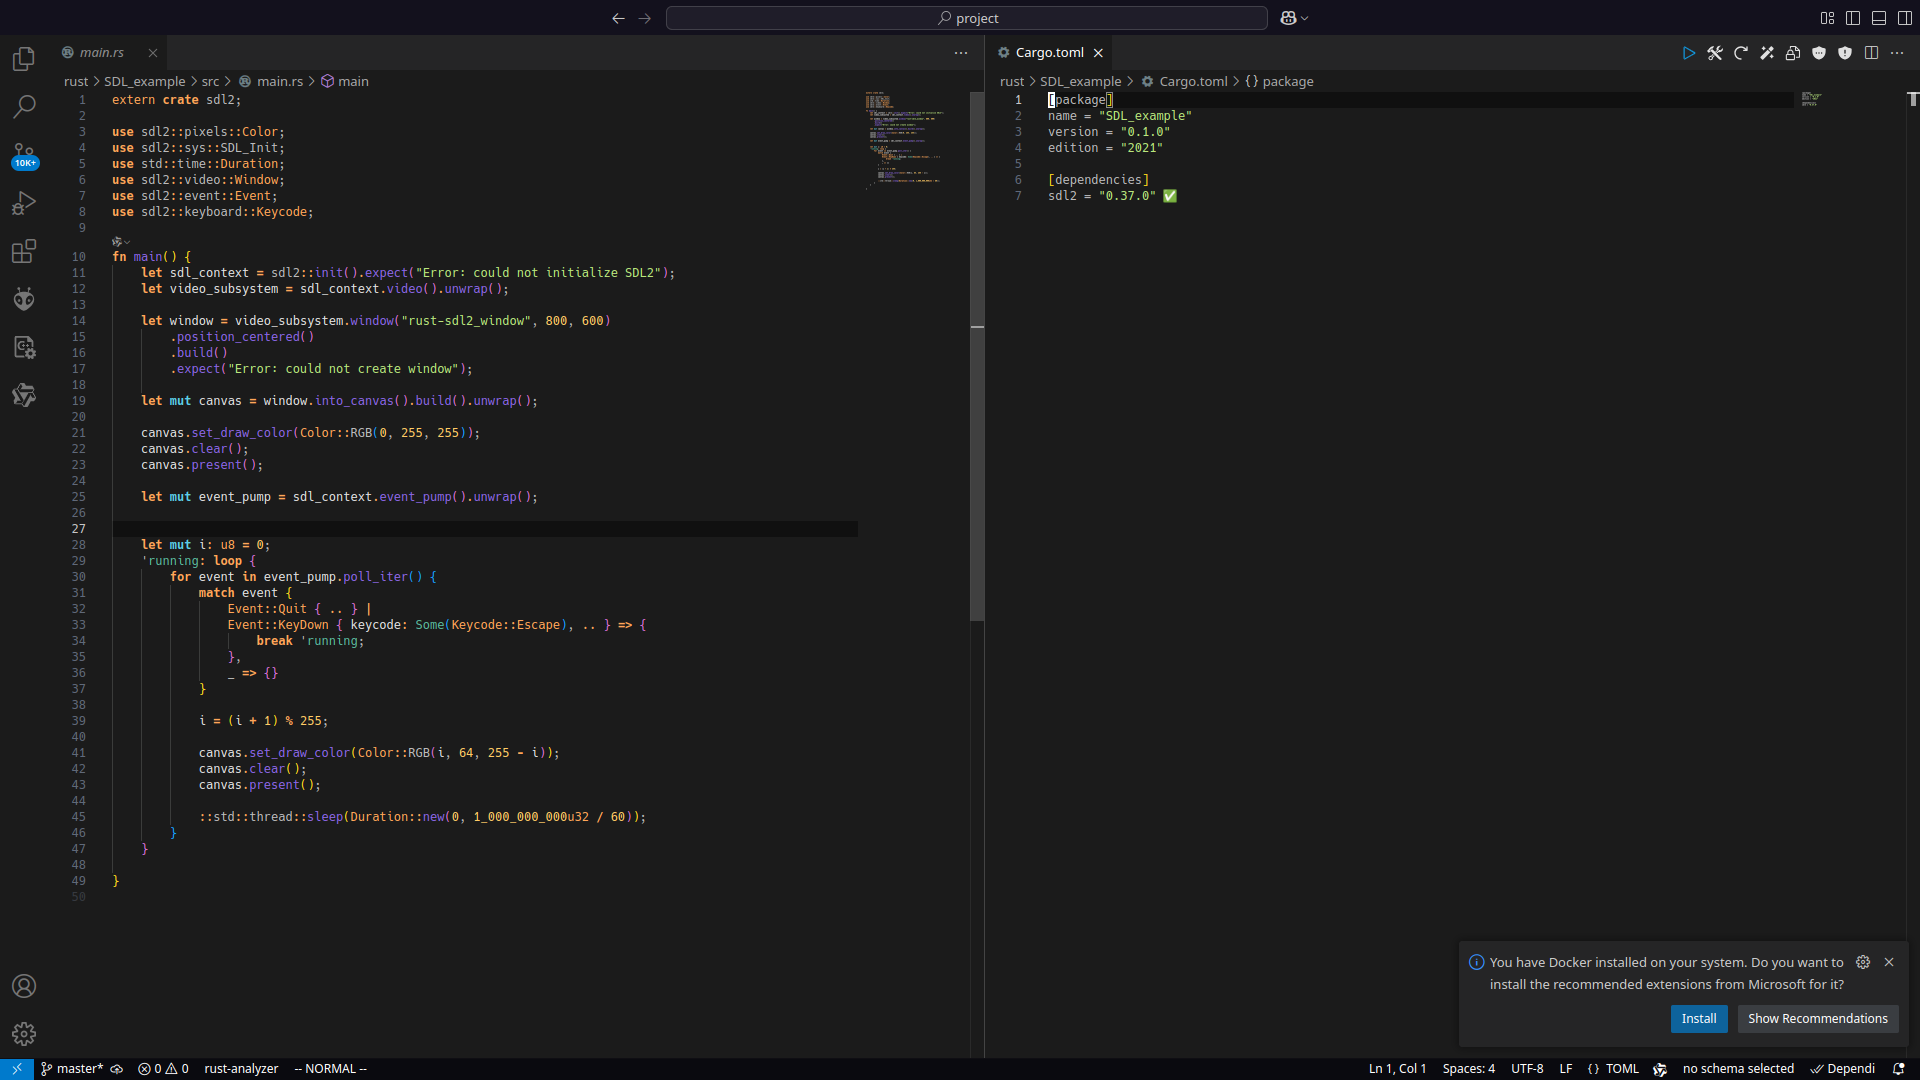 project
main.rs
Cargo.toml
rust > SDL_example > src > main.rs > main
rust > SDL_example > Cargo.toml > {} package
10K+
1 extern crate sdl2;
2
3 use sdl2::pixels::Color;
4 use sdl2::sys::SDL_Init;
5 use std::time::Duration;
6 use sdl2::video::Window;
7 use sdl2::event::Event;
8 use sdl2::keyboard::Keycode;
9
10 fn main() {
11     let sdl_context = sdl2::init().expect("Error: could not initialize SDL2");
12     let video_subsystem = sdl_context.video().unwrap();
13
14     let window = video_subsystem.window("rust-sdl2_window", 800, 600)
15         .position_centered()
16         .build()
17         .expect("Error: could not create window");
18
19     let mut canvas = window.into_canvas().build().unwrap();
20
21     canvas.set_draw_color(Color::RGB(0, 255, 255));
22     canvas.clear();
23     canvas.present();
24
25     let mut event_pump = sdl_context.event_pump().unwrap();
26
27
28     let mut i: u8 = 0;
29     'running: loop {
30         for event in event_pump.poll_iter() {
31             match event {
32                 Event::Quit { .. } |
33                 Event::KeyDown { keycode: Some(Keycode::Escape), .. } => {
34                     break 'running;
35                 },
36                 _ => {}
37             }
38
39             i = (i + 1) % 255;
40
41             canvas.set_draw_color(Color::RGB(i, 64, 255 - i));
42             canvas.clear();
43             canvas.present();
44
45             ::std::thread::sleep(Duration::new(0, 1_000_000_000u32 / 60));
46         }
47     }
48
49 }
50
1 [package]
2 name = "SDL_example"
3 version = "0.1.0"
4 edition = "2021"
5
6 [dependencies]
7 sdl2 = "0.37.0" ✅
You have Docker installed on your system. Do you want to
install the recommended extensions from Microsoft for it?
Install
Show Recommendations
master* 0 0 rust-analyzer -- NORMAL -- Ln 1, Col 1 Spaces: 4 UTF-8 LF {} TOML no schema selected Dependi